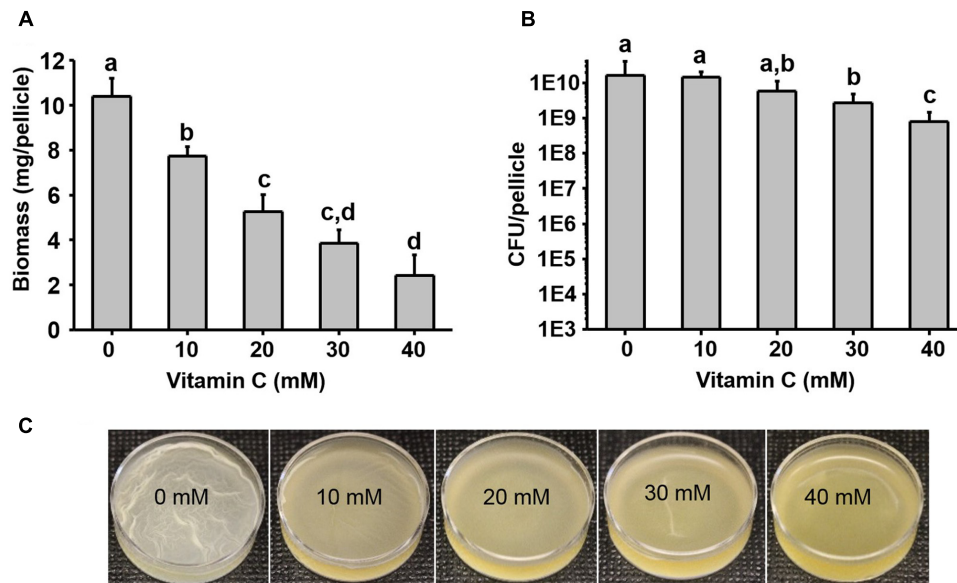 A
B
12
10
8
6
4
2
0
Biomass (mg/pellicle)
a
b
c
c,d
d
0 10 20 30 40
Vitamin C (mM)
1E10
1E9
1E8
1E7
1E6
1E5
1E4
1E3
CFU/pellicle
a
a
a,b
b
c
0 10 20 30 40
Vitamin C (mM)
C
0 mM 10 mM 20 mM 30 mM 40 mM